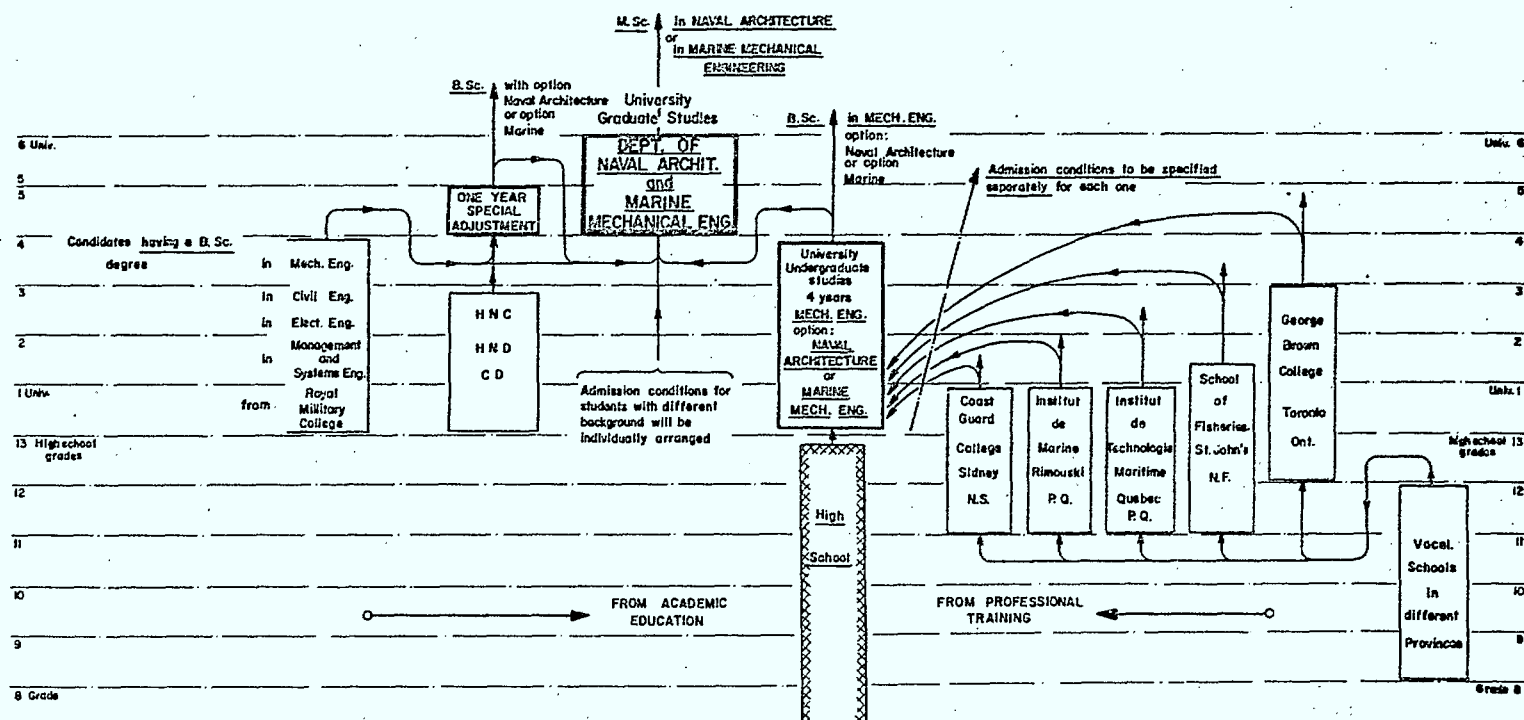 M.Sc. in NAVAL ARCHITECTURE
or
in MARINE MECHANICAL
ENGINEERING
B.Sc. with option
Naval Architecture
or option
Marine
University
Graduate Studies
DEPT. OF
NAVAL ARCHIT.
and
MARINE
MECHANICAL ENG.
B.Sc. in MECH. ENG.
option:
Naval Architecture
or option
Marine
Admission conditions to be specified
separately for each one
6 Univ.
5
5
4
3
2
1 Univ.
13 Highschool
grades
12
11
10
9
8 Grade
Univ. 6
5
4
3
2
Univ. 1
highschool 13
grades
12
11
10
9
Grade 8
ONE YEAR
SPECIAL
ADJUSTMENT
Candidates having a B. Sc.
degree
in Mech. Eng.
in Civil Eng.
in Elect. Eng.
in Management
and
Systems Eng.
from Royal
Military
College
HNC
HND
CD
Admission conditions for
students with different
background will be
individually arranged
University
Undergraduate
studies
4 years
MECH. ENG.
option:
NAVAL
ARCHITECTURE
or
MARINE
MECH. ENG.
High
School
Coast
Guard
College
Sidney
N.S.
Institut
de
Marine
Rimouski
P.Q.
Institut
de
Technologie
Maritime
Quebec
P.Q.
School
of
Fisheries
St. John's
N.F.
George
Brown
College
Toronto
Ont.
Vocat.
Schools
in
different
Provinces
FROM ACADEMIC
EDUCATION
FROM PROFESSIONAL
TRAINING